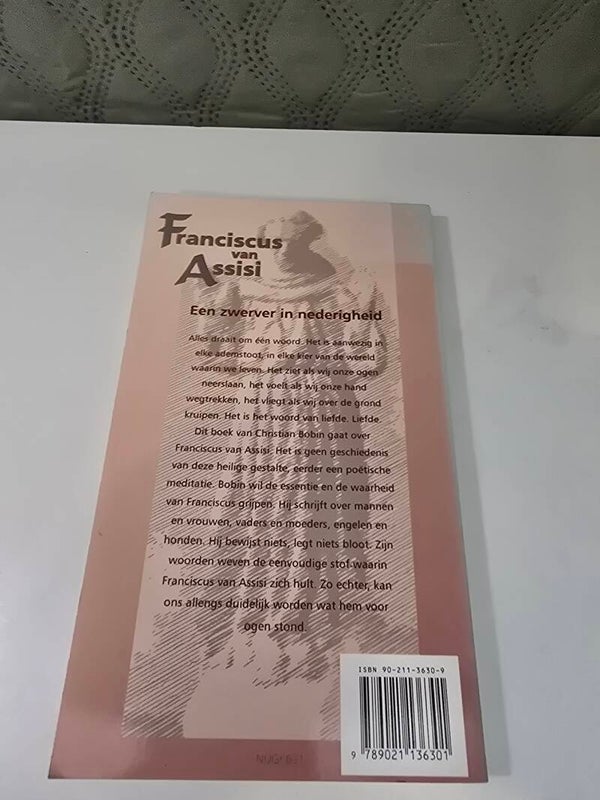 Franciscus
van
Assisi
Een zwerver in nederigheid
Alles draait om één woord. Het is aanwezig in
elke ademstoot, in elke kier van de wereld
waarin we leven. Het ziet als wij onze ogen
neerslaan, het voelt als wij onze hand
wegtrekken, het vliegt als wij over de grond
kruipen. Het is het woord van liefde. Liefde.
Dit boek van Christian Bobin gaat over
Franciscus van Assisi. Het is geen geschiedenis
van deze heilige gestalte, eerder een poëtische
meditatie. Bobin wil de essentie en de waarheid
van Franciscus grijpen. Hij schrijft over mannen
en vrouwen, vaders en moeders, engelen en
honden. Hij bewijst niets, legt niets bloot. Zijn
woorden weven de eenvoudige stof waarin
Franciscus van Assisi zich hult. Zo echter, kan
ons allengs duidelijk worden wat hem voor
ogen stond.
ISBN 90-211-3630-9
9 789021 136301
NUGI 631